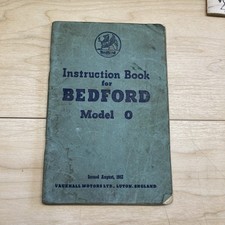 Instruction Book
for
BEDFORD
Model O
Issued August,
VAUXHALL MOTORS LTD., LUTON, ENGLAND